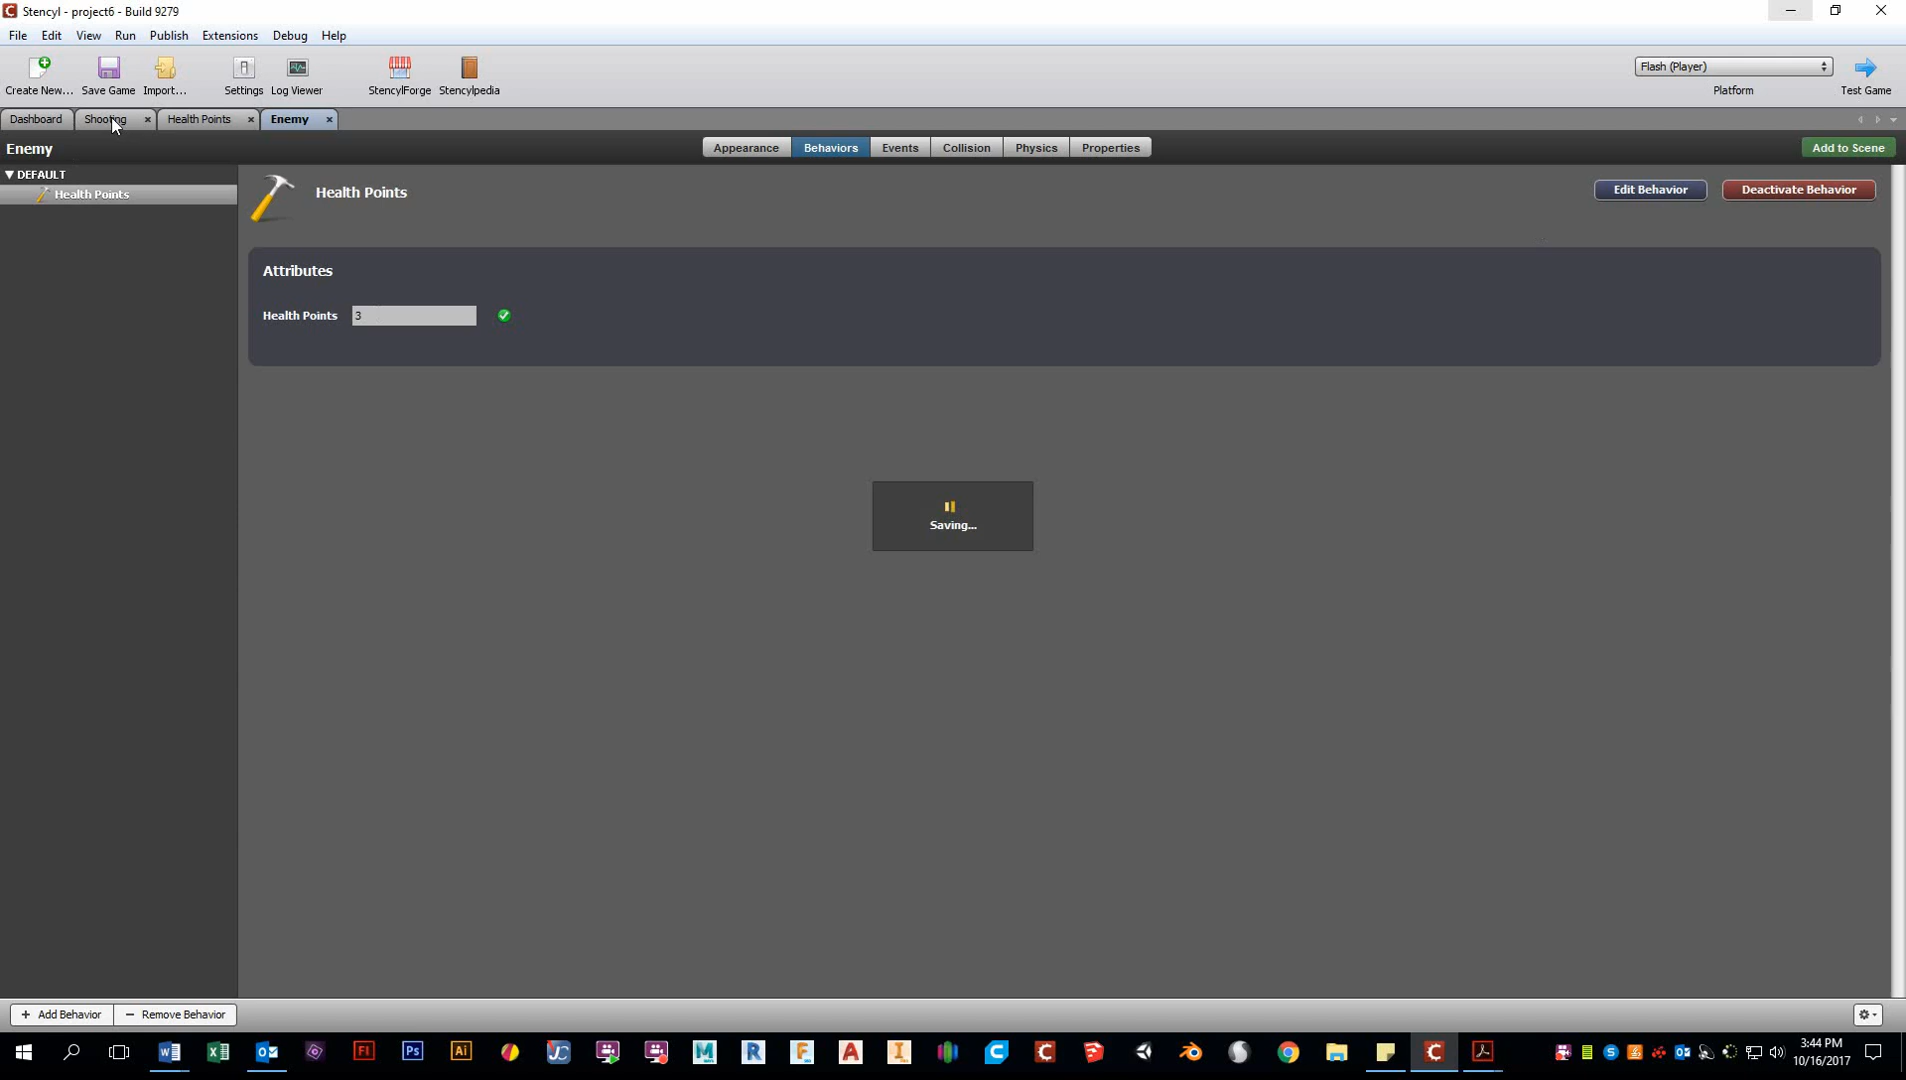 Stencyl - project6 - Build 9279
File Edit View Run Publish Extensions Debug Help
Create New... Save Game Import... Settings Log Viewer StencylForge Stencylpedia
Flash (Player)
Platform
Test Game
Dashboard Shooting × Health Points × Enemy ×
Enemy
Appearance Behaviors Events Collision Physics Properties
Add to Scene
DEFAULT
Health Points
Health Points
Edit Behavior Deactivate Behavior
Attributes
Health Points 3
Saving...
+ Add Behavior − Remove Behavior
3:44 PM
10/16/2017